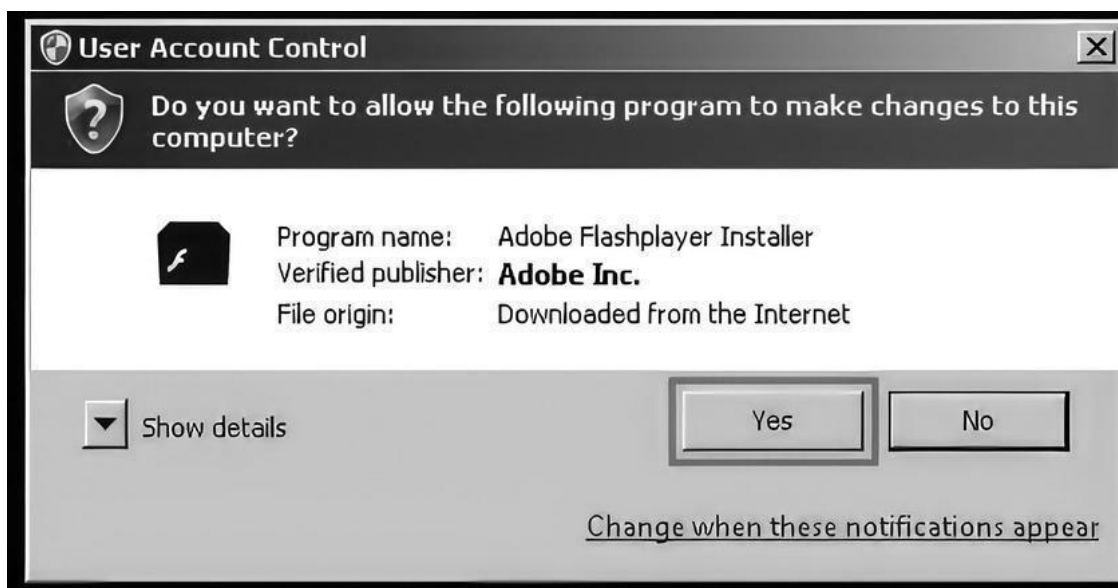 User Account Control
Do you want to allow the following program to make changes to this
computer?
Program name: Adobe Flashplayer Installer
Verified publisher: Adobe Inc.
File origin: Downloaded from the Internet
Show details
Yes
No
Change when these notifications appear